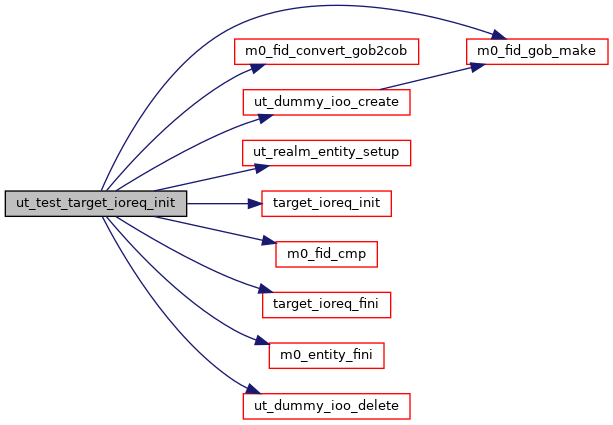 m0_fid_convert_gob2cob
m0_fid_gob_make
ut_dummy_ioo_create
ut_realm_entity_setup
ut_test_target_ioreq_init
target_ioreq_init
m0_fid_cmp
target_ioreq_fini
m0_entity_fini
ut_dummy_ioo_delete